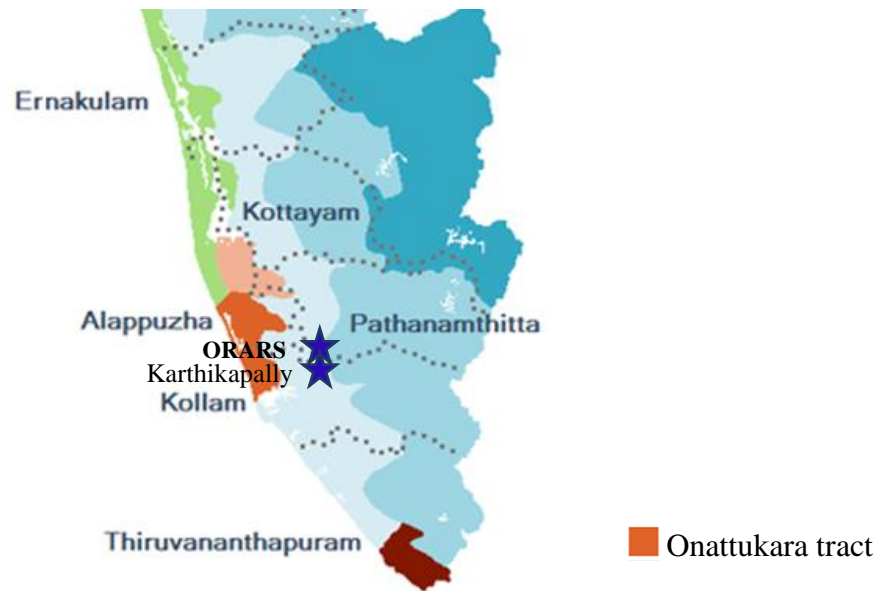 Ernakulam
Kottayam
Alappuzha
Pathanamthitta
ORARS
Karthikapally
Kollam
Thiruvananthapuram
Onattukara tract